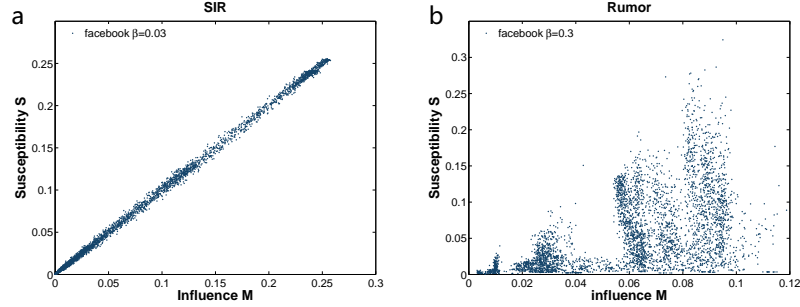 a
SIR
facebook β=0.03
Susceptibility S
0.25
0.2
0.15
0.1
0.05
0
0 0.05 0.1 0.15 0.2 0.25 0.3
Influence M
b
Rumor
facebook β=0.3
Susceptibility S
0.3
0.25
0.2
0.15
0.1
0.05
0
0 0.02 0.04 0.06 0.08 0.1 0.12
influence M